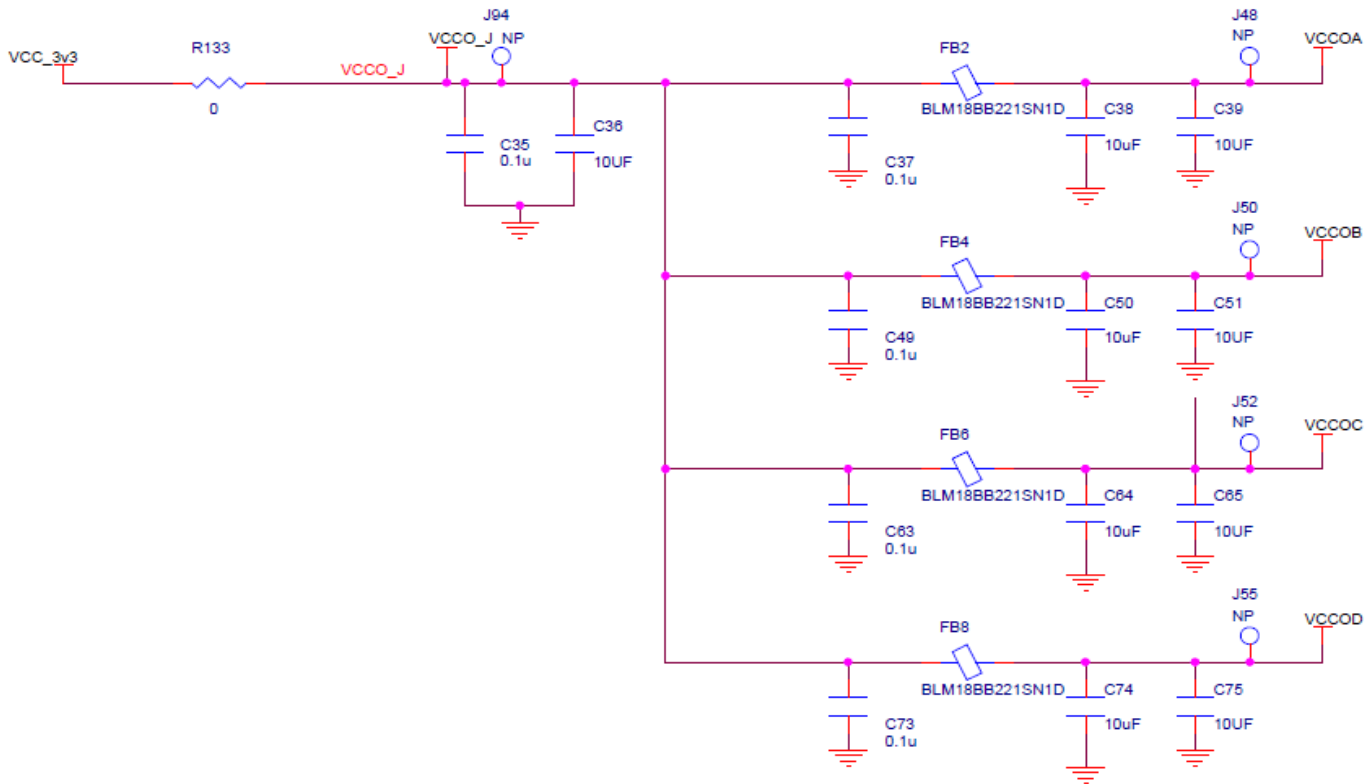 J94
VCCO_J NP
VCC_3v3
R133
VCCO_J
0
C35
0.1u
C36
10UF
FB2
BLM18BB221SN1D
J48
NP
VCCOA
C37
0.1u
C38
10uF
C39
10UF
FB4
BLM18BB221SN1D
J50
NP
VCCOB
C49
0.1u
C50
10uF
C51
10UF
FB6
BLM18BB221SN1D
J52
NP
VCCOC
C63
0.1u
C64
10uF
C65
10UF
FB8
BLM18BB221SN1D
J55
NP
VCCOD
C73
0.1u
C74
10uF
C75
10UF